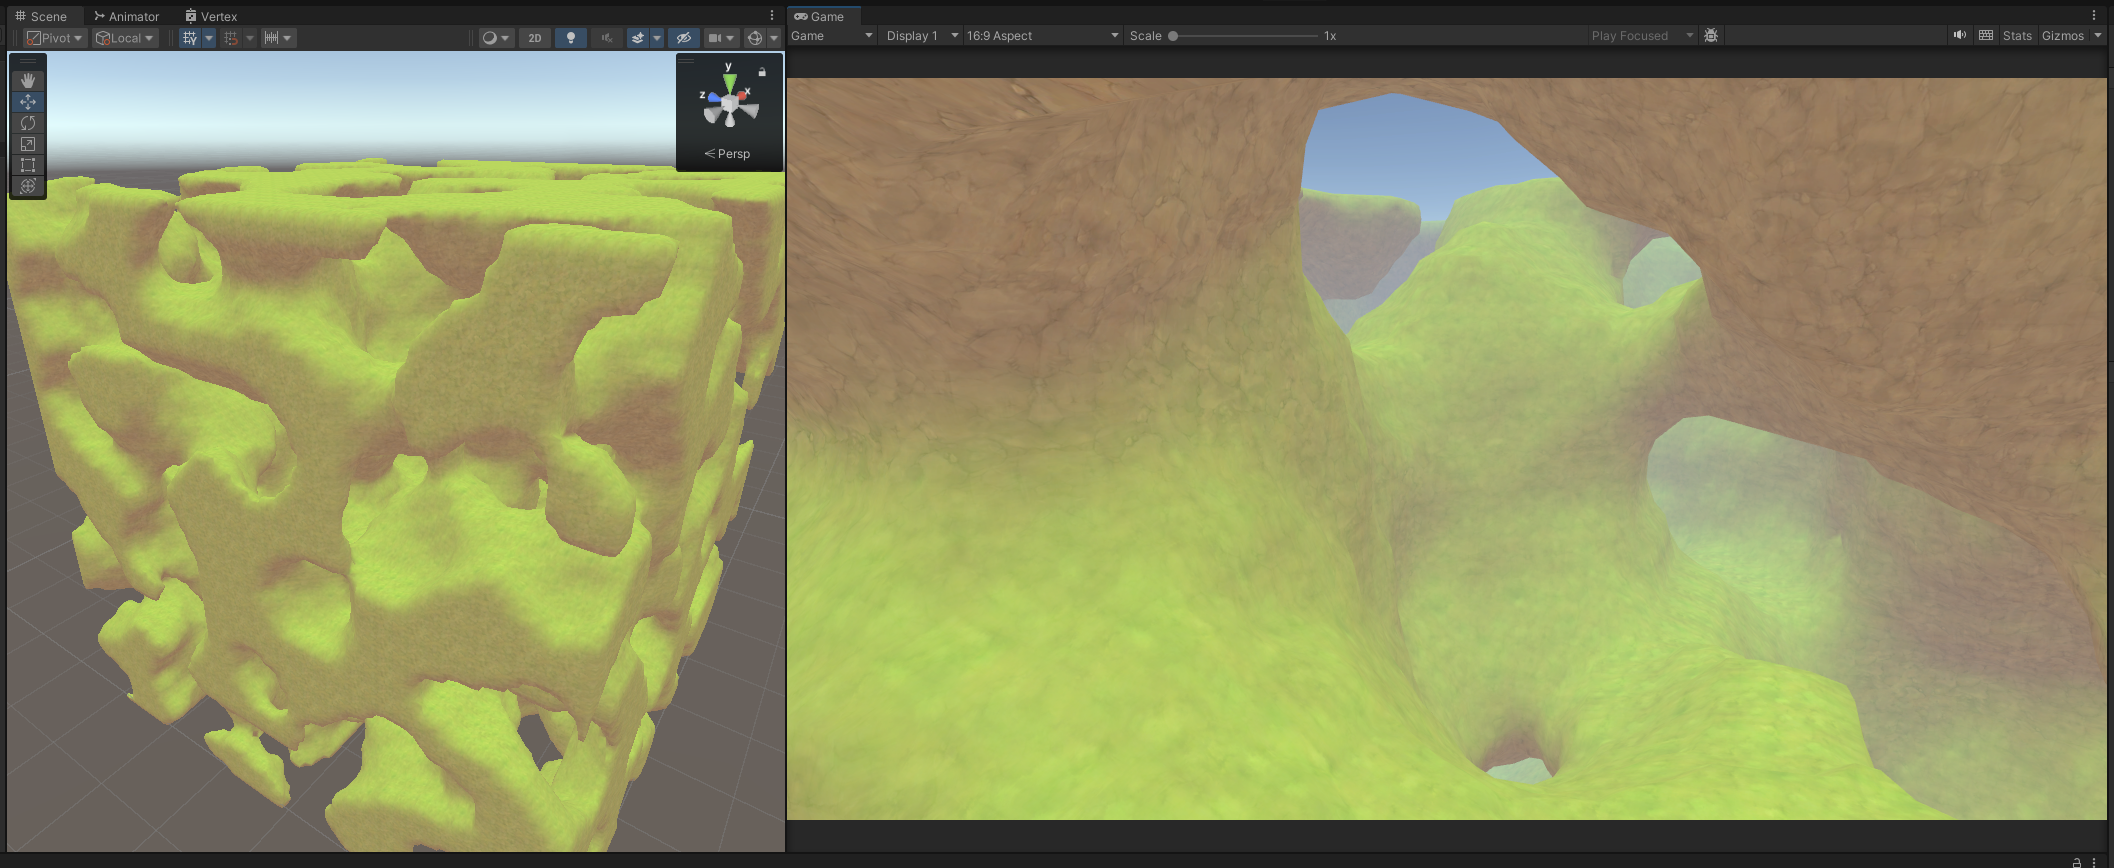 Scene Animator Vertex
Pivot Local 2D
y
z x
Persp
Game
Game Display 1 16:9 Aspect Scale 1x Play Focused Stats Gizmos